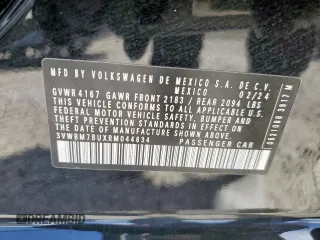 MFD BY VOLKSWAGEN DE MEXICO S.A. DE C.V.
MEXICO 02/24
GVWR 4167 GAWR FRONT 2183 / REAR 2094 LBS
THIS VEHICLE CONFORMS TO ALL APPLICABLE
FEDERAL MOTOR VEHICLE SAFETY, BUMPER AND
THEFT PREVENTION STANDARDS IN EFFECT
ON THE DATE OF MANUFACTURE SHOWN ABOVE
3VWBM7BUXRM044634
PASSENGER CAR